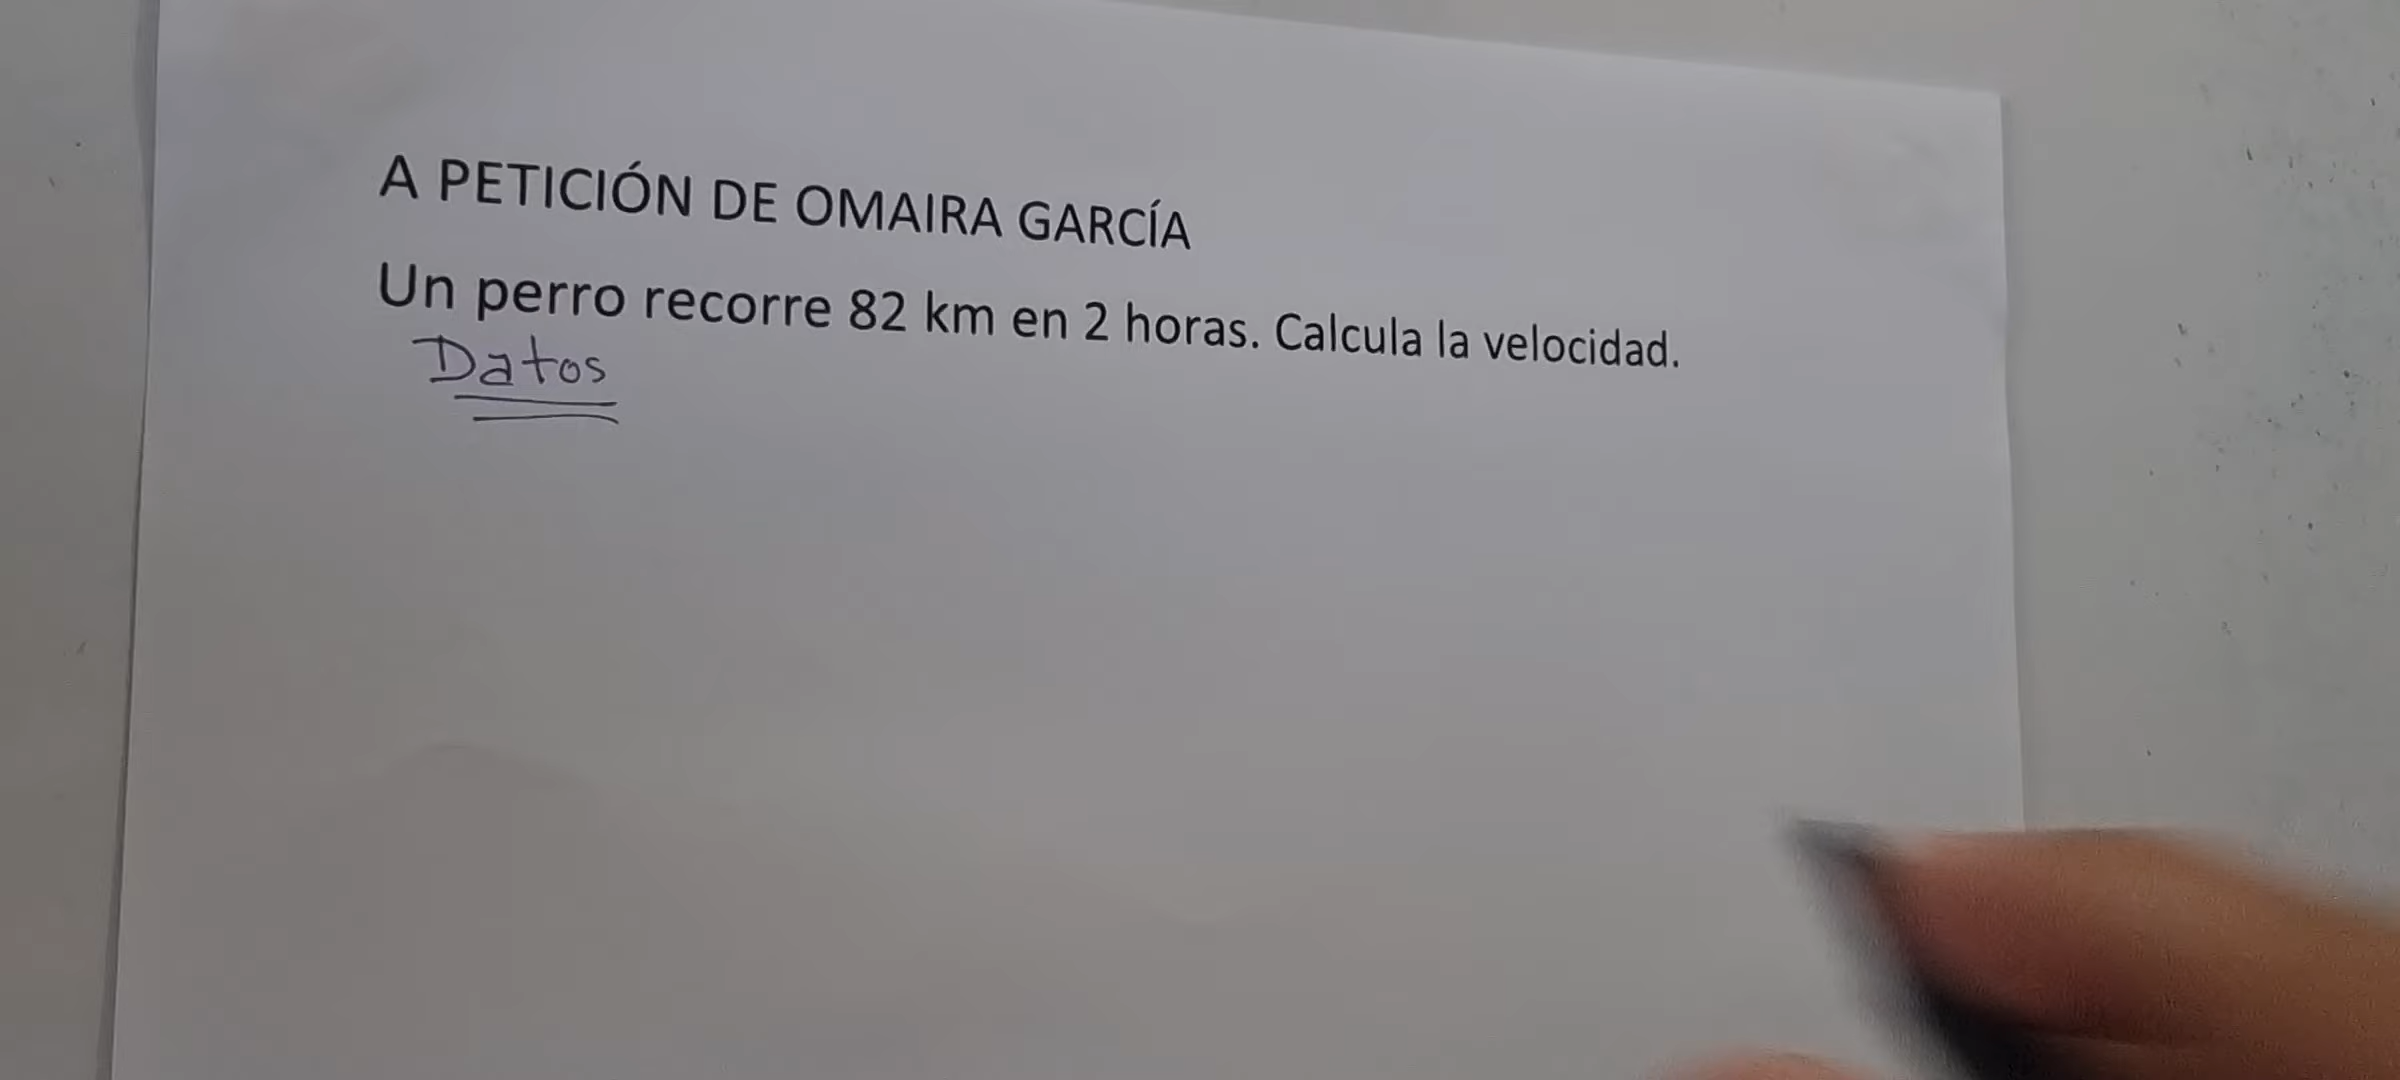 A PETICIÓN DE OMAIRA GARCÍA
Un perro recorre 82 km en 2 horas. Calcula la velocidad.
Datos